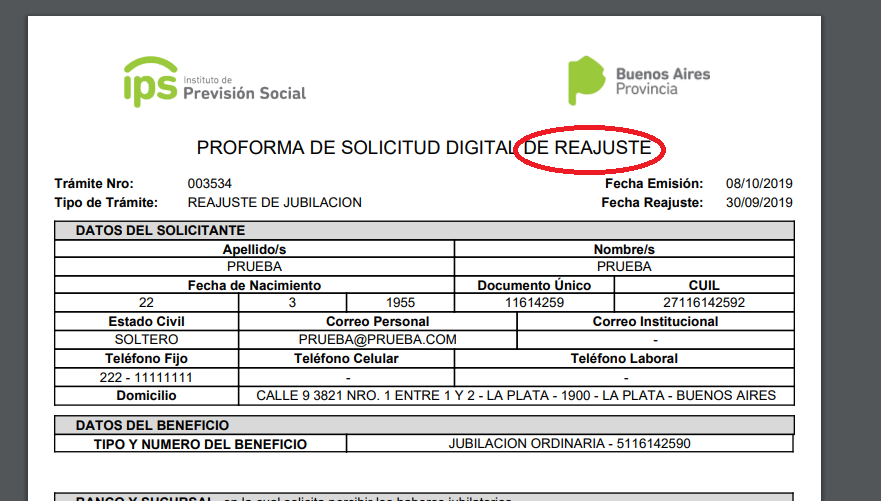 ips Instituto de Previsión Social
Buenos Aires Provincia
PROFORMA DE SOLICITUD DIGITAL DE REAJUSTE
Trámite Nro: 003534 Fecha Emisión: 08/10/2019
Tipo de Trámite: REAJUSTE DE JUBILACION Fecha Reajuste: 30/09/2019
DATOS DEL SOLICITANTE
Apellido/s Nombre/s
PRUEBA PRUEBA
Fecha de Nacimiento Documento Único CUIL
22 3 1955 11614259 27116142592
Estado Civil Correo Personal Correo Institucional
SOLTERO PRUEBA@PRUEBA.COM -
Teléfono Fijo Teléfono Celular Teléfono Laboral
222 - 11111111 - -
Domicilio CALLE 9 3821 NRO. 1 ENTRE 1 Y 2 - LA PLATA - 1900 - LA PLATA - BUENOS AIRES
DATOS DEL BENEFICIO
TIPO Y NUMERO DEL BENEFICIO JUBILACION ORDINARIA - 5116142590
BANCO Y SUCURSAL en la cual solicita percibir los haberes jubilatorios